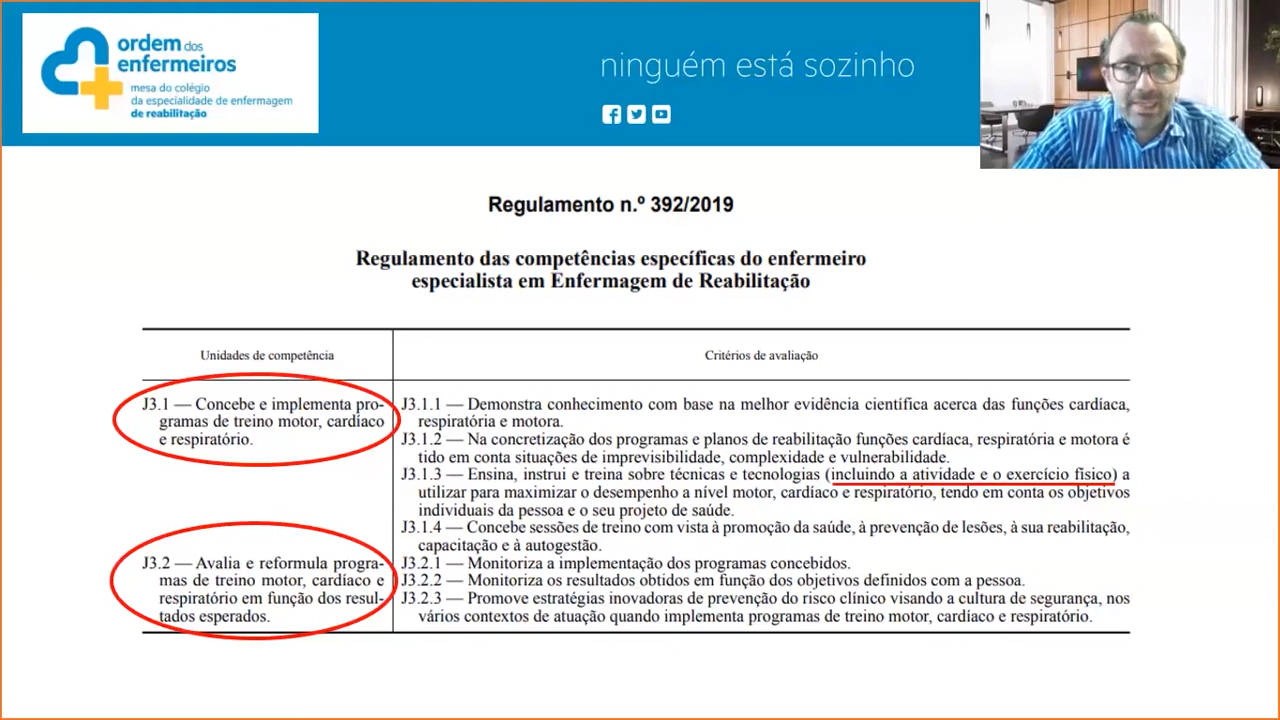 ordem dos
enfermeiros
mesa do colégio
da especialidade de enfermagem
de reabilitação
ninguém está sozinho
Regulamento n.º 392/2019
Regulamento das competências específicas do enfermeiro
especialista em Enfermagem de Reabilitação
Unidades de competência
Critérios de avaliação
J3.1 — Concebe e implementa pro-
gramas de treino motor, cardíaco
e respiratório.
J3.1.1 — Demonstra conhecimento com base na melhor evidência científica acerca das funções cardíaca,
respiratória e motora.
J3.1.2 — Na concretização dos programas e planos de reabilitação funções cardíaca, respiratória e motora é
tido em conta situações de imprevisibilidade, complexidade e vulnerabilidade.
J3.1.3 — Ensina, instrui e treina sobre técnicas e tecnologias (incluindo a atividade e o exercício físico) a
utilizar para maximizar o desempenho a nível motor, cardíaco e respiratório, tendo em conta os objetivos
individuais da pessoa e o seu projeto de saúde.
J3.1.4 — Concebe sessões de treino com vista à promoção da saúde, à prevenção de lesões, à sua reabilitação,
capacitação e à autogestão.
J3.2 — Avalia e reformula progra-
mas de treino motor, cardíaco e
respiratório em função dos resul-
tados esperados.
J3.2.1 — Monitoriza a implementação dos programas concebidos.
J3.2.2 — Monitoriza os resultados obtidos em função dos objetivos definidos com a pessoa.
J3.2.3 — Promove estratégias inovadoras de prevenção do risco clínico visando a cultura de segurança, nos
vários contextos de atuação quando implementa programas de treino motor, cardíaco e respiratório.